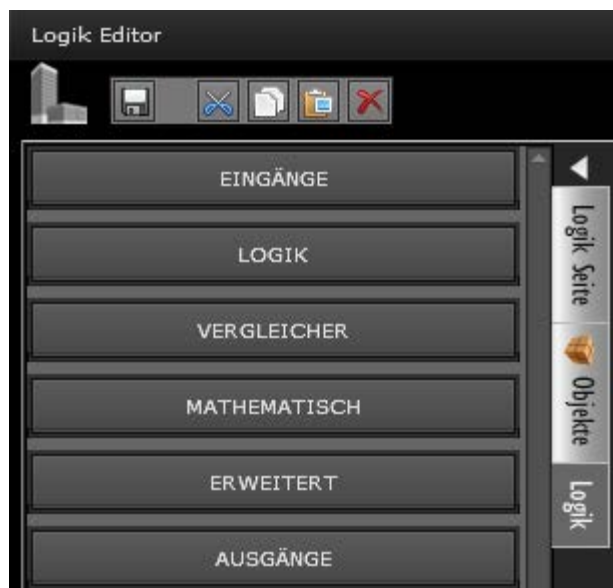 Logik Editor
EINGÄNGE
LOGIK
VERGLEICHER
MATHEMATISCH
ERWEITERT
AUSGÄNGE
Logik Seite
Objekte
Logik